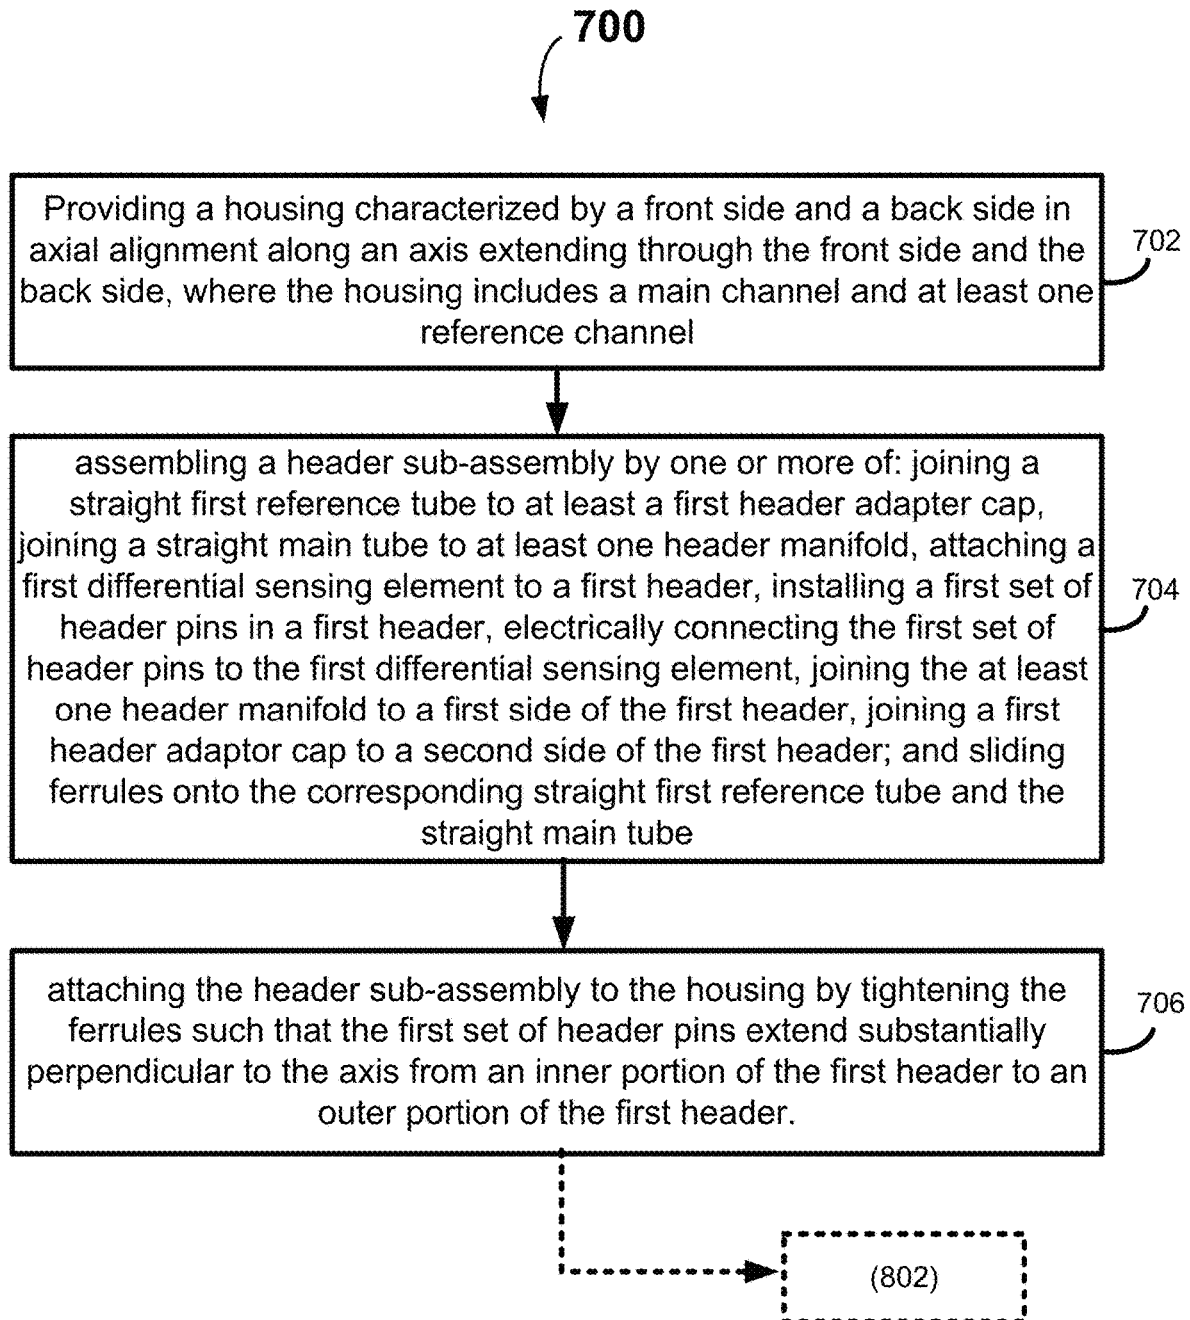 700
Providing a housing characterized by a front side and a back side in
axial alignment along an axis extending through the front side and the
back side, where the housing includes a main channel and at least one
reference channel
702
assembling a header sub-assembly by one or more of: joining a
straight first reference tube to at least a first header adapter cap,
joining a straight main tube to at least one header manifold, attaching a
first differential sensing element to a first header, installing a first set of
header pins in a first header, electrically connecting the first set of
header pins to the first differential sensing element, joining the at least
one header manifold to a first side of the first header, joining a first
header adaptor cap to a second side of the first header; and sliding
ferrules onto the corresponding straight first reference tube and the
straight main tube
704
attaching the header sub-assembly to the housing by tightening the
ferrules such that the first set of header pins extend substantially
perpendicular to the axis from an inner portion of the first header to an
outer portion of the first header.
706
(802)